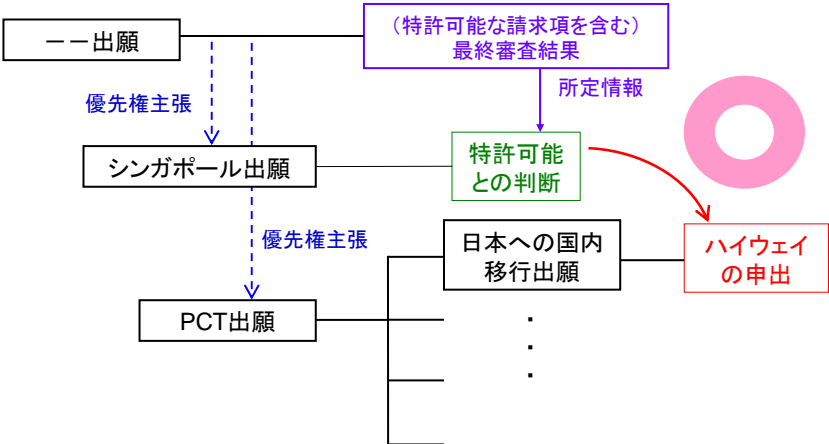 ーー出願
（特許可能な請求項を含む）
最終審査結果
所定情報
優先権主張
シンガポール出願
特許可能
との判断
優先権主張
日本への国内
移行出願
ハイウェイ
の申出
PCT出願
・
・
・